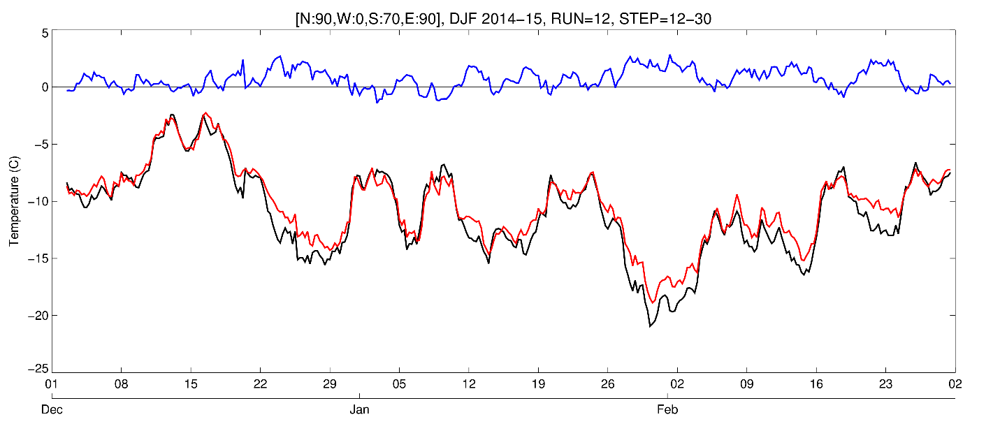 [N:90,W:0,S:70,E:90], DJF 2014−15, RUN=12, STEP=12−30
5
0
−5
−10
−15
−20
−25
Temperature (C)
01 08 15 22 29 05 12 19 26 02 09 16 23 02
Dec Jan Feb